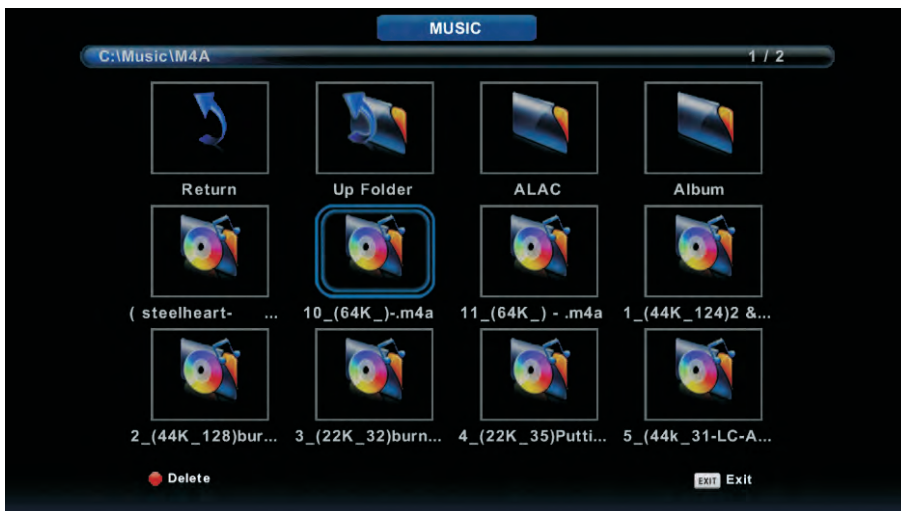 MUSIC
C:\Music\M4A 1 / 2
Return Up Folder ALAC Album
( steelheart- ... 10_(64K_)-.m4a 11_(64K_) - .m4a 1_(44K_124)2 &...
2_(44K_128)bur... 3_(22K_32)burn... 4_(22K_35)Putti... 5_(44k_31-LC-A...
Delete EXIT Exit